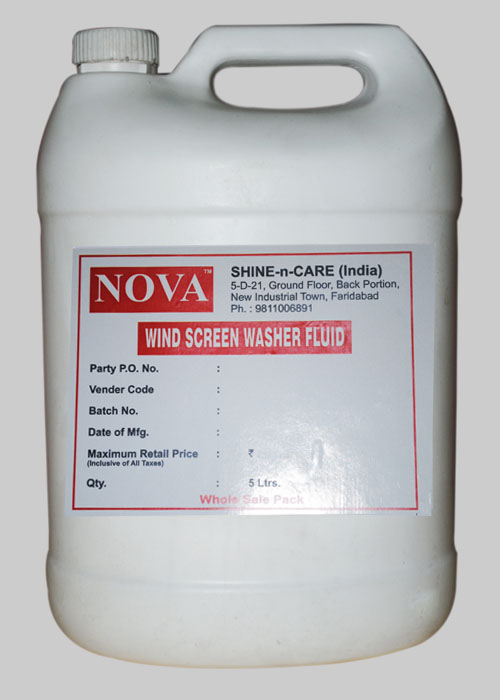 NOVA™
SHINE-n-CARE (India)
5-D-21, Ground Floor, Back Portion,
New Industrial Town, Faridabad
Ph. : 9811006891
WIND SCREEN WASHER FLUID
Party P.O. No. :
Vender Code :
Batch No. :
Date of Mfg. :
Maximum Retail Price : ₹
(Inclusive of All Taxes)
Qty. : 5 Ltrs.
Whole Sale Pack